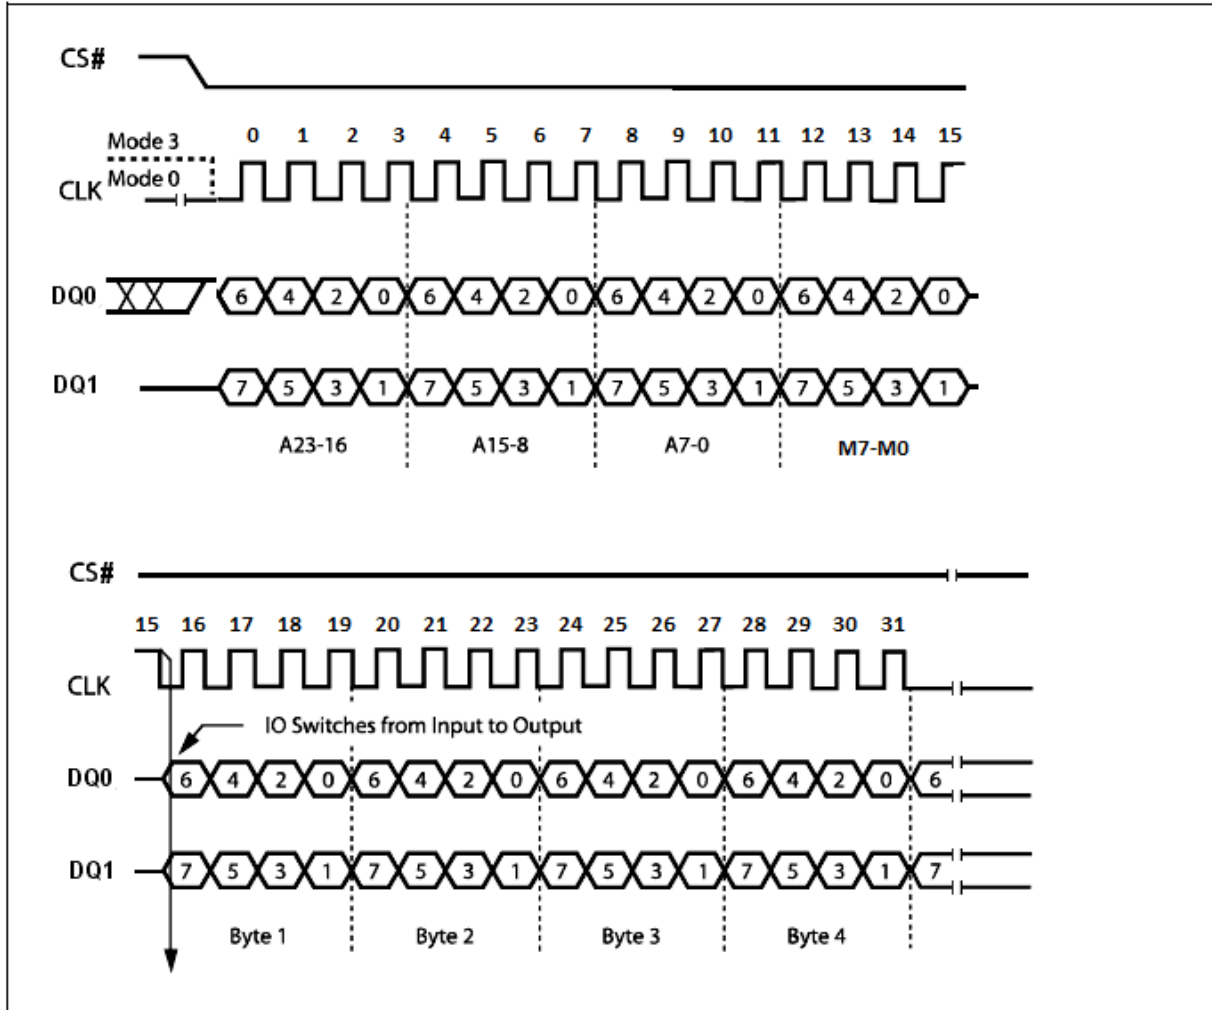 CS#
0 1 2 3 4 5 6 7 8 9 10 11 12 13 14 15
Mode 3
Mode 0
CLK
DQ0 6 4 2 0 6 4 2 0 6 4 2 0 6 4 2 0
DQ1 7 5 3 1 7 5 3 1 7 5 3 1 7 5 3 1
A23-16 A15-8 A7-0 M7-M0
CS#
15 16 17 18 19 20 21 22 23 24 25 26 27 28 29 30 31
CLK
IO Switches from Input to Output
DQ0 6 4 2 0 6 4 2 0 6 4 2 0 6 4 2 0 6
DQ1 7 5 3 1 7 5 3 1 7 5 3 1 7 5 3 1 7
Byte 1 Byte 2 Byte 3 Byte 4